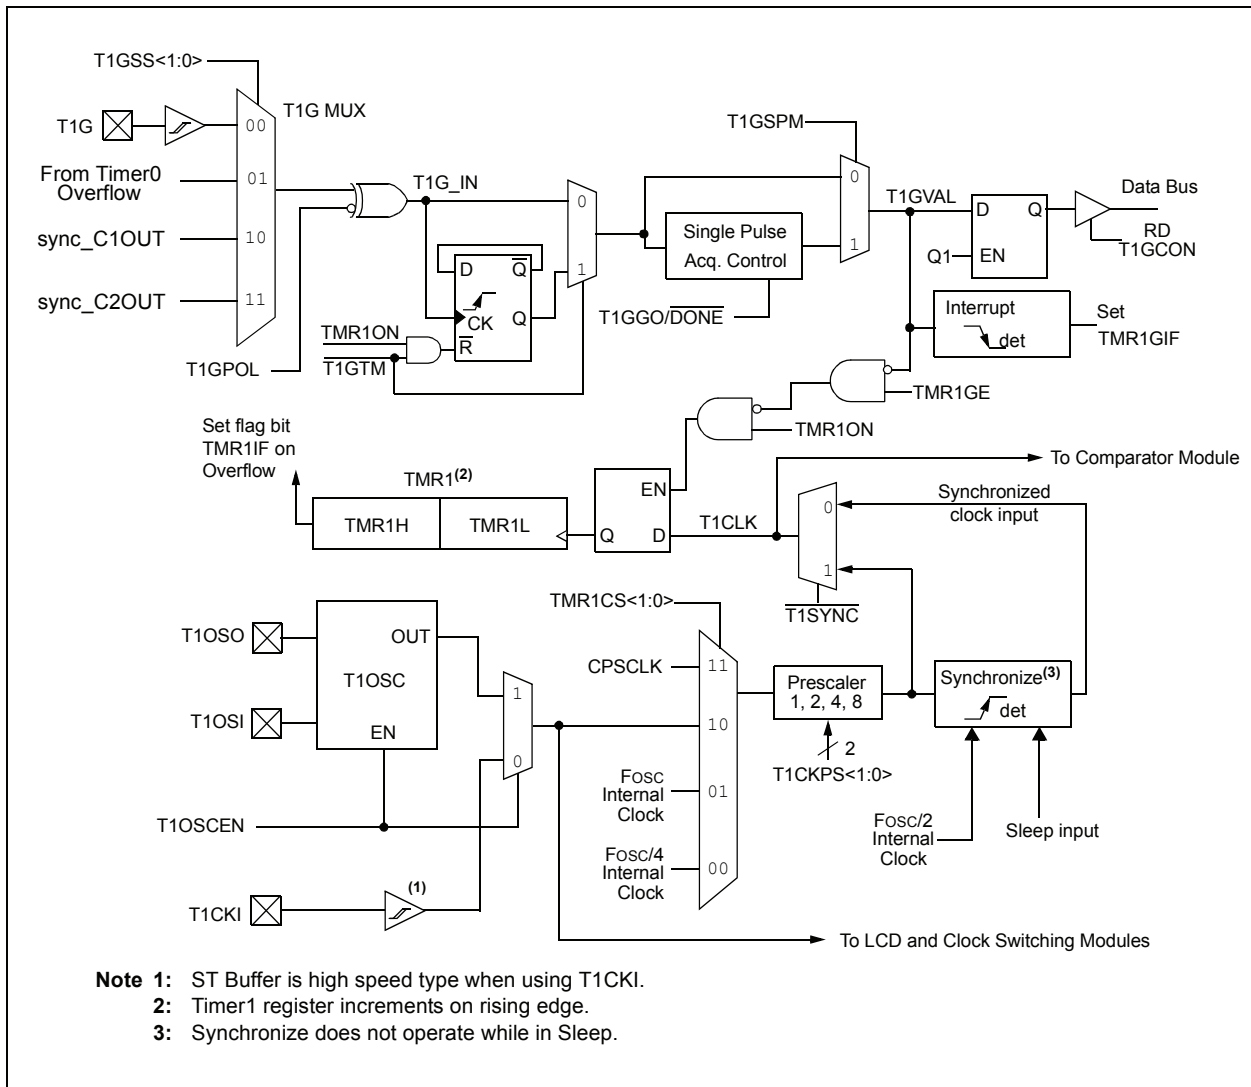 T1GSS<1:0>
T1G
00
T1G MUX
From Timer0
Overflow
01
sync_C1OUT
10
sync_C2OUT
11
T1GPOL
T1G_IN
0
1
D
Q̅
CK
Q
R̅
TMR1ON
T1GTM
T1GSPM
Single Pulse
Acq. Control
T1GGO/D̅O̅N̅E̅
0
1
T1GVAL
D
Q
Q1
EN
Data Bus
RD
T1GCON
Interrupt
det
Set
TMR1GIF
TMR1GE
TMR1ON
Set flag bit
TMR1IF on
Overflow
TMR1(2)
TMR1H
TMR1L
EN
Q
D
T1CLK
To Comparator Module
Synchronized
clock input
0
1
T̅1̅S̅Y̅N̅C̅
T1OSO
OUT
T1OSC
T1OSI
EN
1
0
T1OSCEN
T1CKI
(1)
TMR1CS<1:0>
CPSCLK
11
10
FOSC
Internal
Clock
01
FOSC/4
Internal
Clock
00
Prescaler
1, 2, 4, 8
2
T1CKPS<1:0>
Synchronize(3)
det
FOSC/2
Internal
Clock
Sleep input
To LCD and Clock Switching Modules
Note 1: ST Buffer is high speed type when using T1CKI.
2: Timer1 register increments on rising edge.
3: Synchronize does not operate while in Sleep.